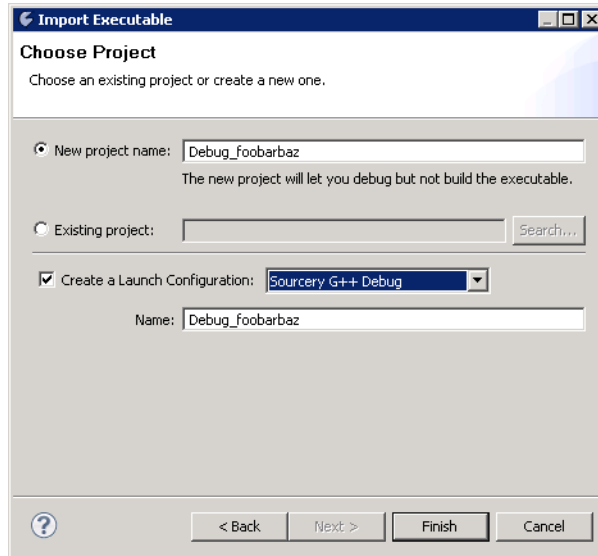 Import Executable
Choose Project
Choose an existing project or create a new one.
New project name: Debug_foobarbaz
The new project will let you debug but not build the executable.
Existing project: Search...
Create a Launch Configuration: Sourcery G++ Debug
Name: Debug_foobarbaz
? < Back Next > Finish Cancel